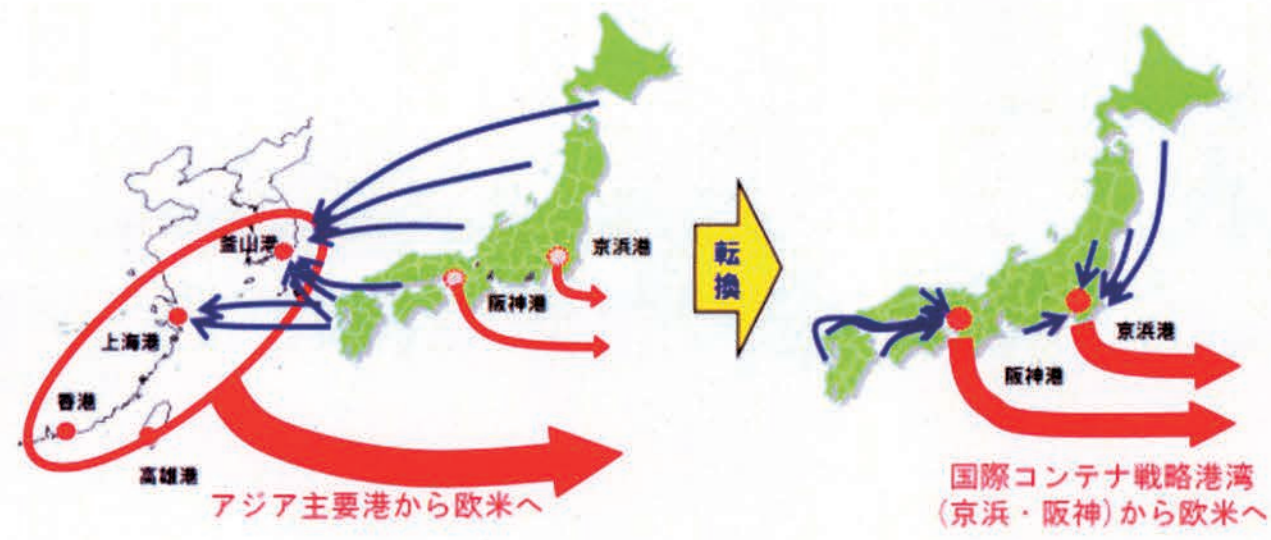 釜山港
上海港
香港
高雄港
京浜港
阪神港
アジア主要港から欧米へ
転
換
京浜港
阪神港
国際コンテナ戦略港湾
(京浜・阪神)から欧米へ